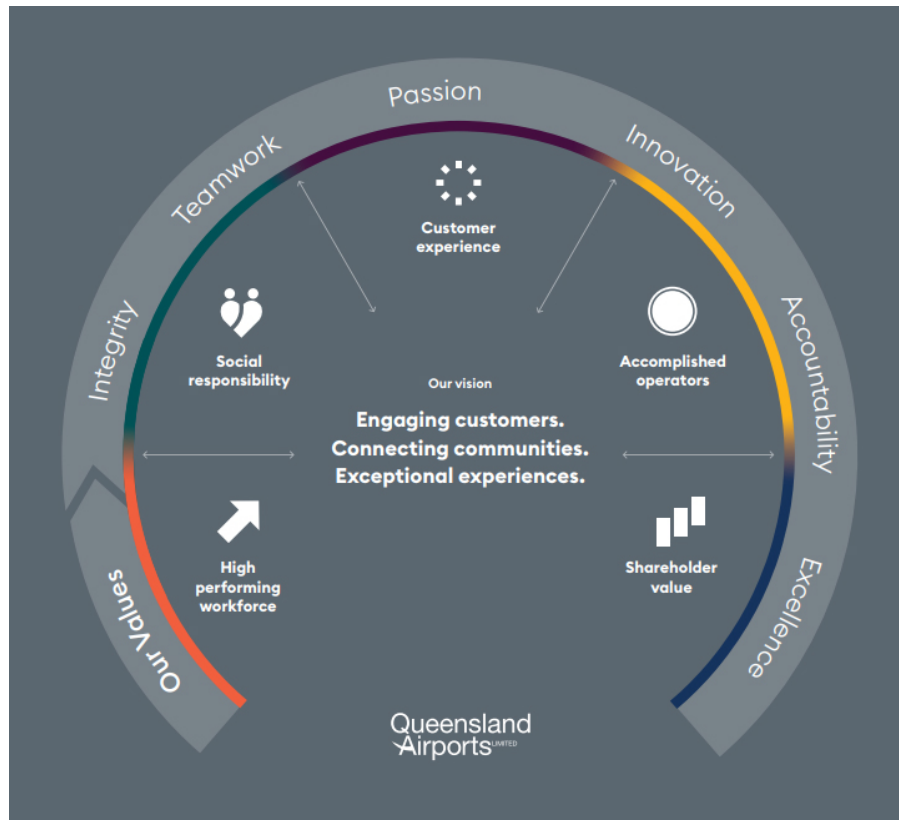 Our Values
Integrity
Teamwork
Passion
Innovation
Accountability
Excellence
Customer
experience
Social
responsibility
Accomplished
operators
Our vision
Engaging customers.
Connecting communities.
Exceptional experiences.
High
performing
workforce
Shareholder
value
Queensland
Airports LIMITED